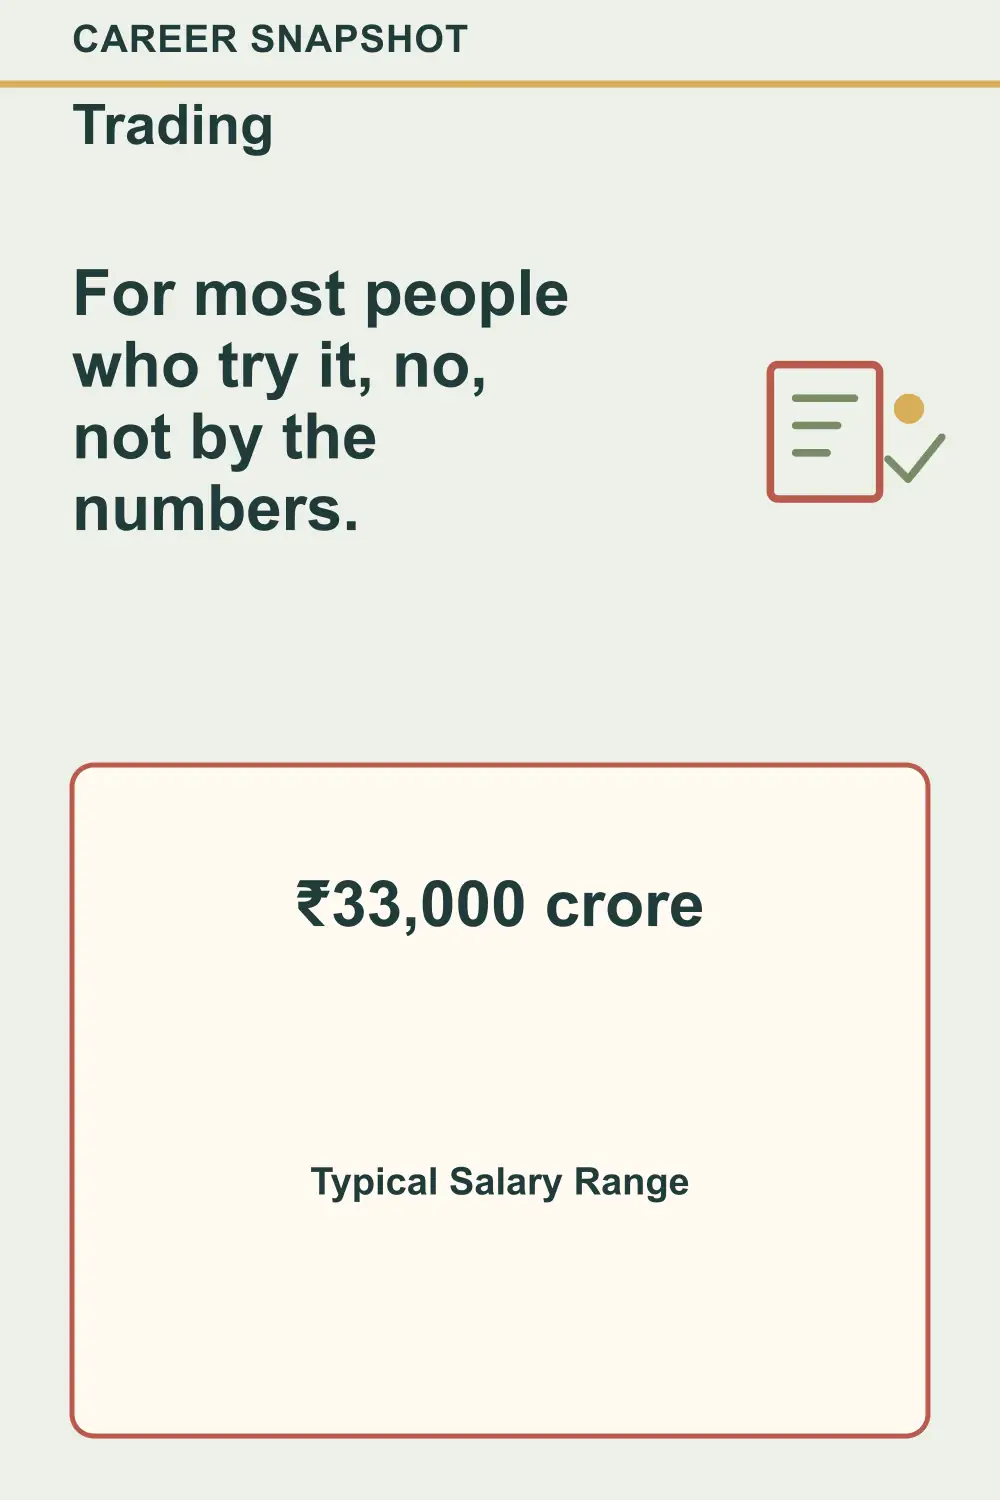 CAREER SNAPSHOT
Trading
For most people
who try it, no,
not by the
numbers.
₹33,000 crore
Typical Salary Range